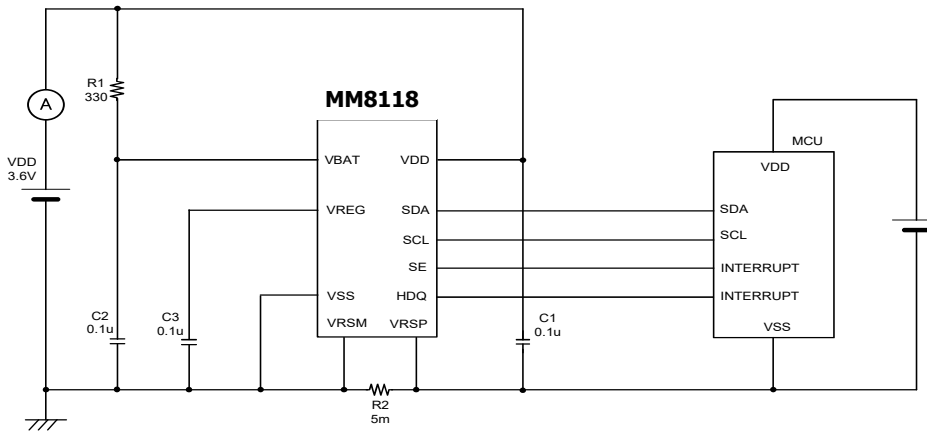 R1
330
A
MM8118
VDD
3.6V
VBAT
VDD
VREG
SDA
SCL
SE
VSS
HDQ
VRSM
VRSP
C2
0.1u
C3
0.1u
C1
0.1u
R2
5m
MCU
VDD
SDA
SCL
INTERRUPT
INTERRUPT
VSS